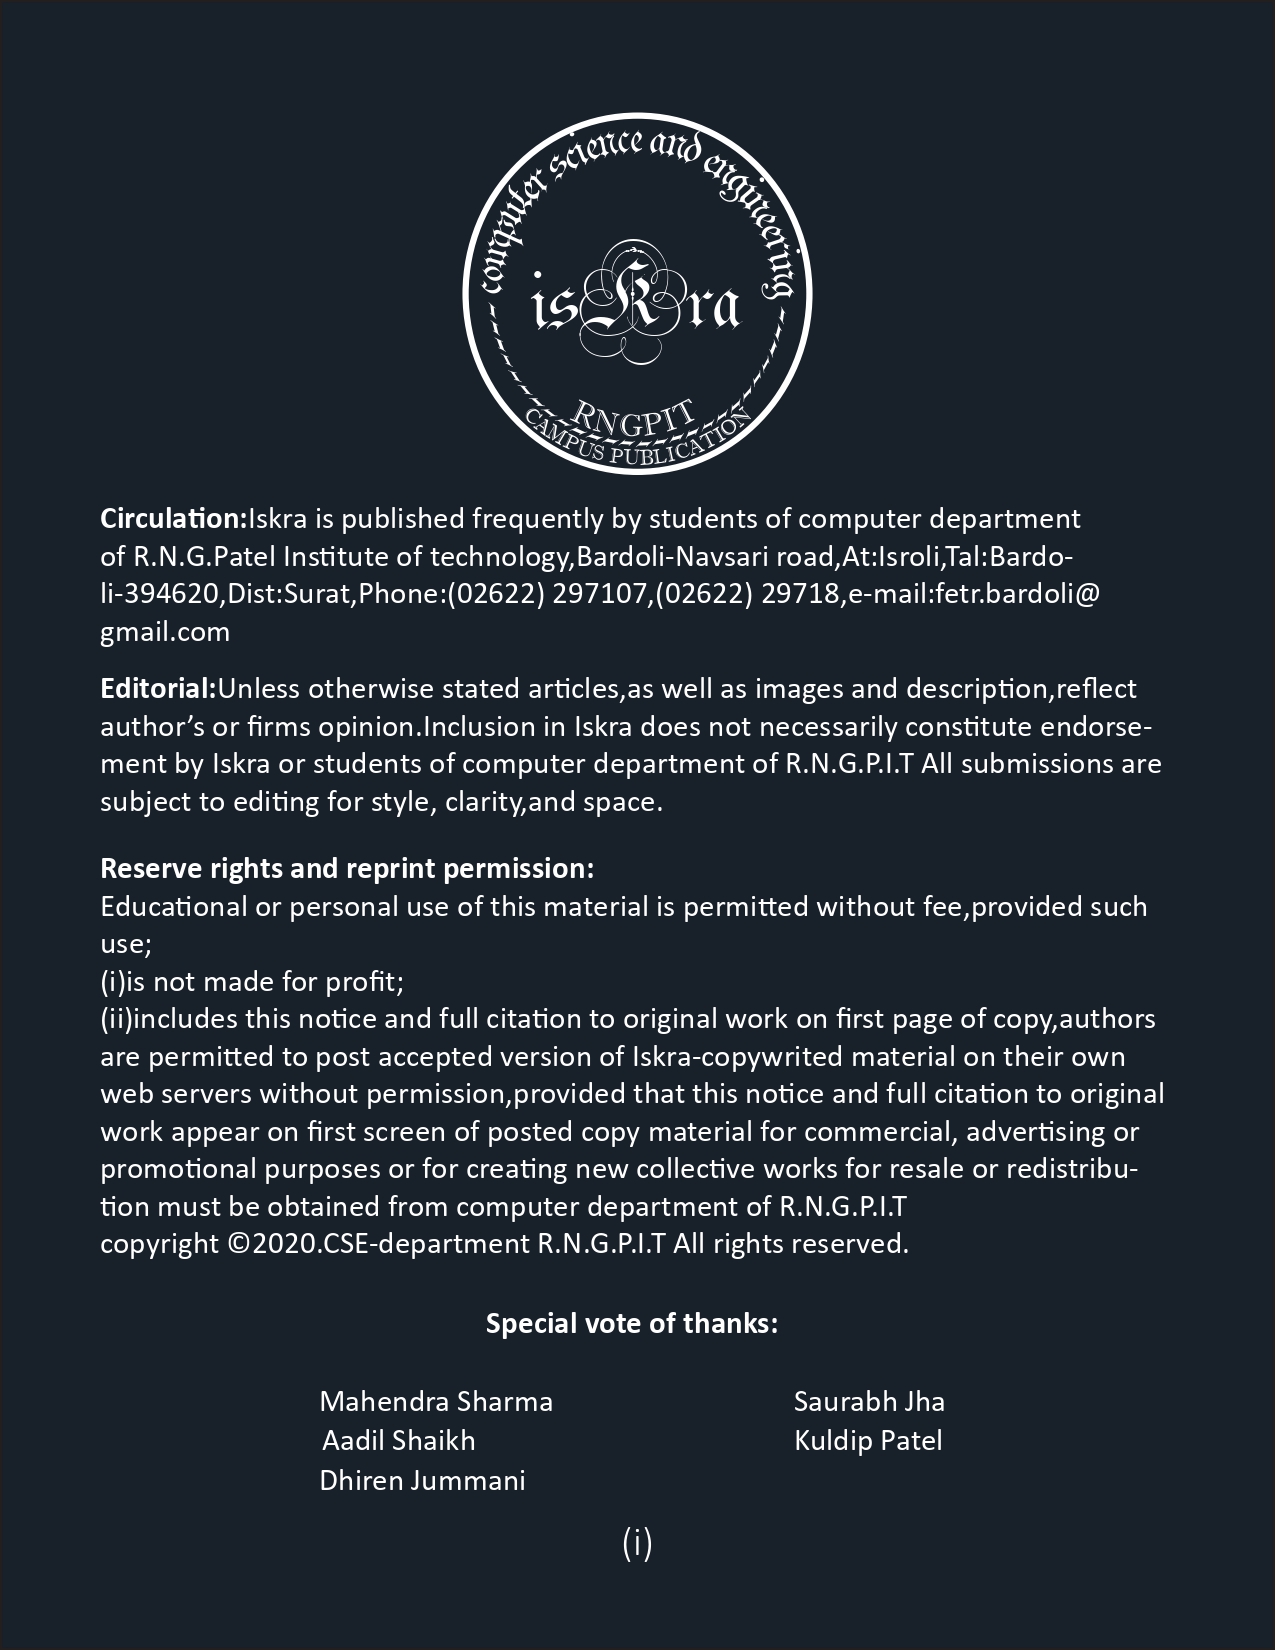 computer science and engineering
isKra
RNGPIT
CAMPUS PUBLICATION
Circulation:Iskra is published frequently by students of computer department
of R.N.G.Patel Institute of technology,Bardoli-Navsari road,At:Isroli,Tal:Bardo-
li-394620,Dist:Surat,Phone:(02622) 297107,(02622) 29718,e-mail:fetr.bardoli@
gmail.com
Editorial:Unless otherwise stated articles,as well as images and description,reflect
author’s or firms opinion.Inclusion in Iskra does not necessarily constitute endorse-
ment by Iskra or students of computer department of R.N.G.P.I.T All submissions are
subject to editing for style, clarity,and space.
Reserve rights and reprint permission:
Educational or personal use of this material is permitted without fee,provided such
use;
(i)is not made for profit;
(ii)includes this notice and full citation to original work on first page of copy,authors
are permitted to post accepted version of Iskra-copywrited material on their own
web servers without permission,provided that this notice and full citation to original
work appear on first screen of posted copy material for commercial, advertising or
promotional purposes or for creating new collective works for resale or redistribu-
tion must be obtained from computer department of R.N.G.P.I.T
copyright ©2020.CSE-department R.N.G.P.I.T All rights reserved.
Special vote of thanks:
Mahendra Sharma
Aadil Shaikh
Dhiren Jummani
Saurabh Jha
Kuldip Patel
(i)